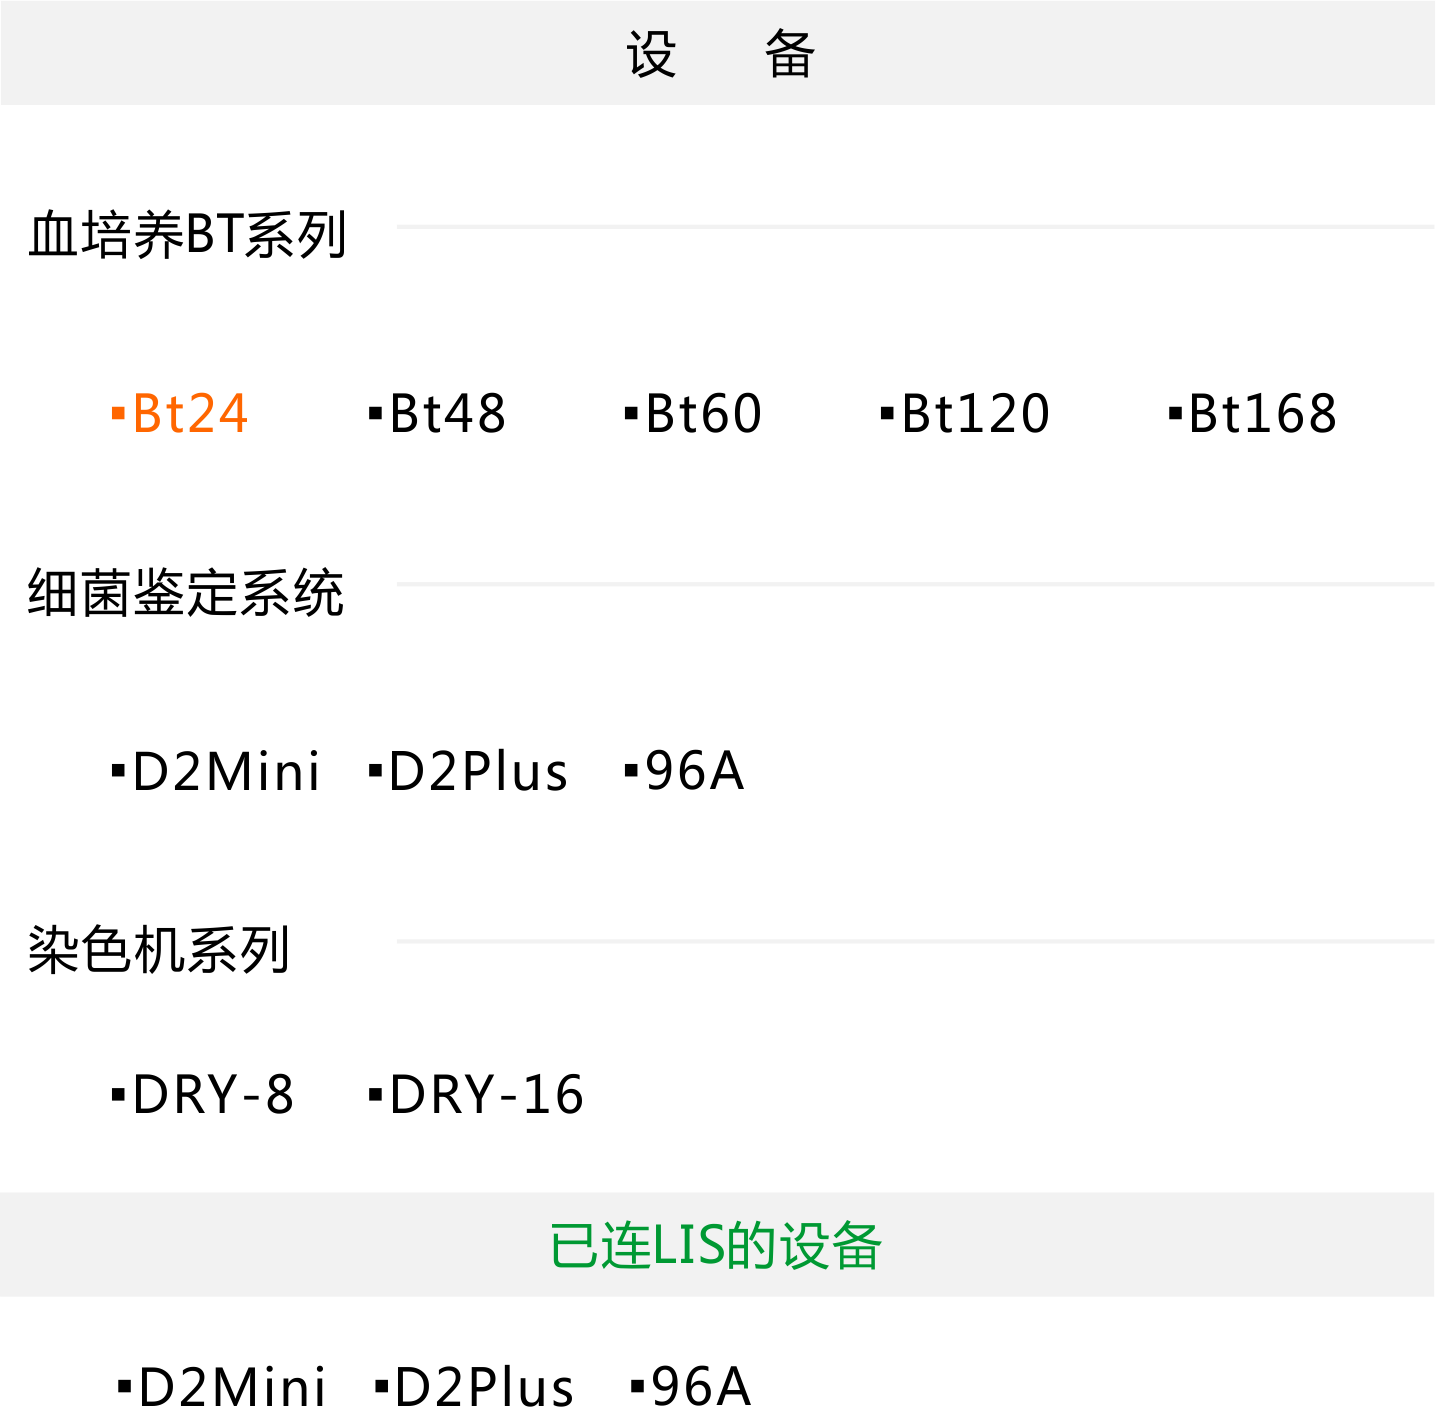 设 备
血培养BT系列
▪Bt24 ▪Bt48 ▪Bt60 ▪Bt120 ▪Bt168
细菌鉴定系统
▪D2Mini ▪D2Plus ▪96A
染色机系列
▪DRY-8 ▪DRY-16
已连LIS的设备
▪D2Mini ▪D2Plus ▪96A